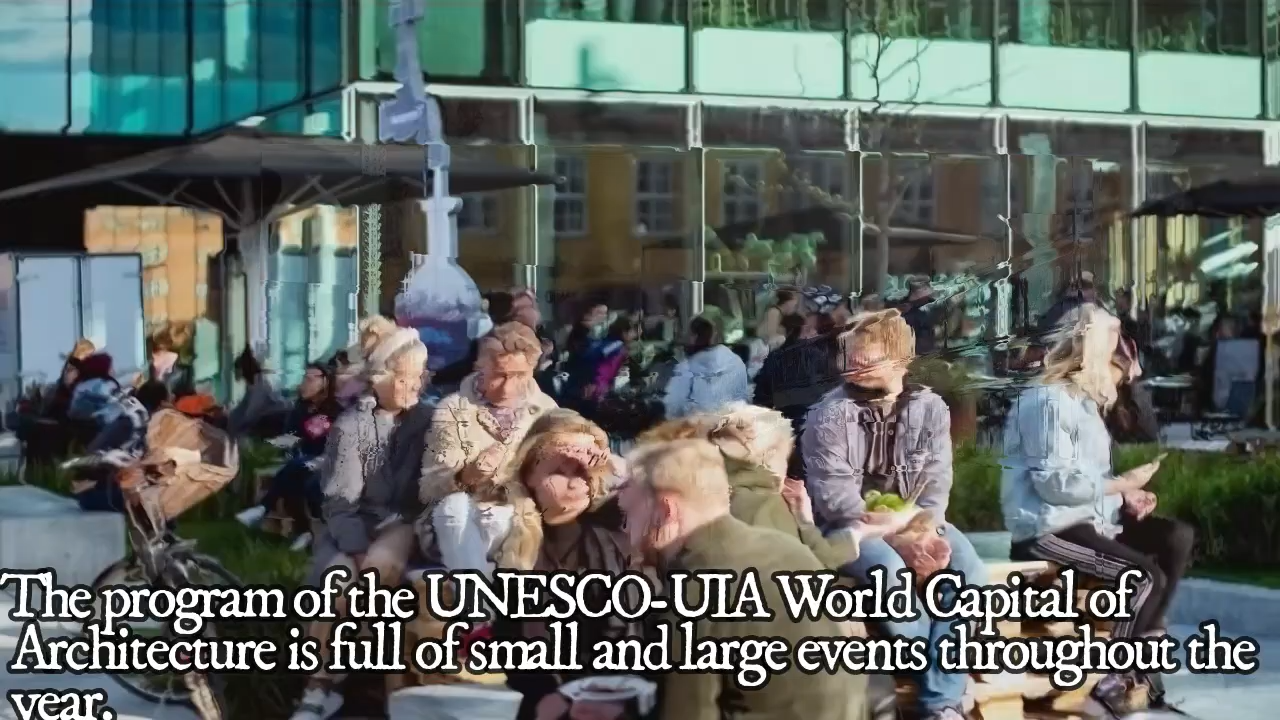 The program of the UNESCO-UIA World Capital of
Architecture is full of small and large events throughout the
year.